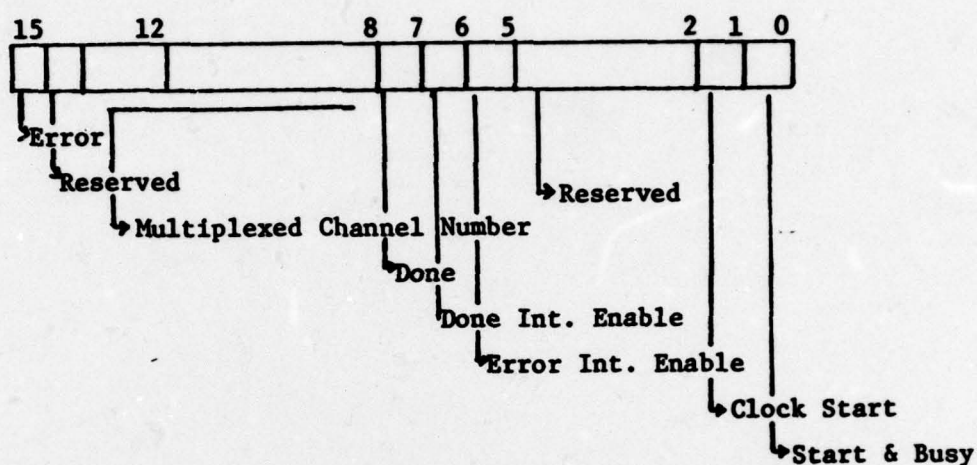 15 12 8 7 6 5 2 1 0
Error
Reserved
Reserved
Multiplexed Channel Number
Done
Done Int. Enable
Error Int. Enable
Clock Start
Start & Busy